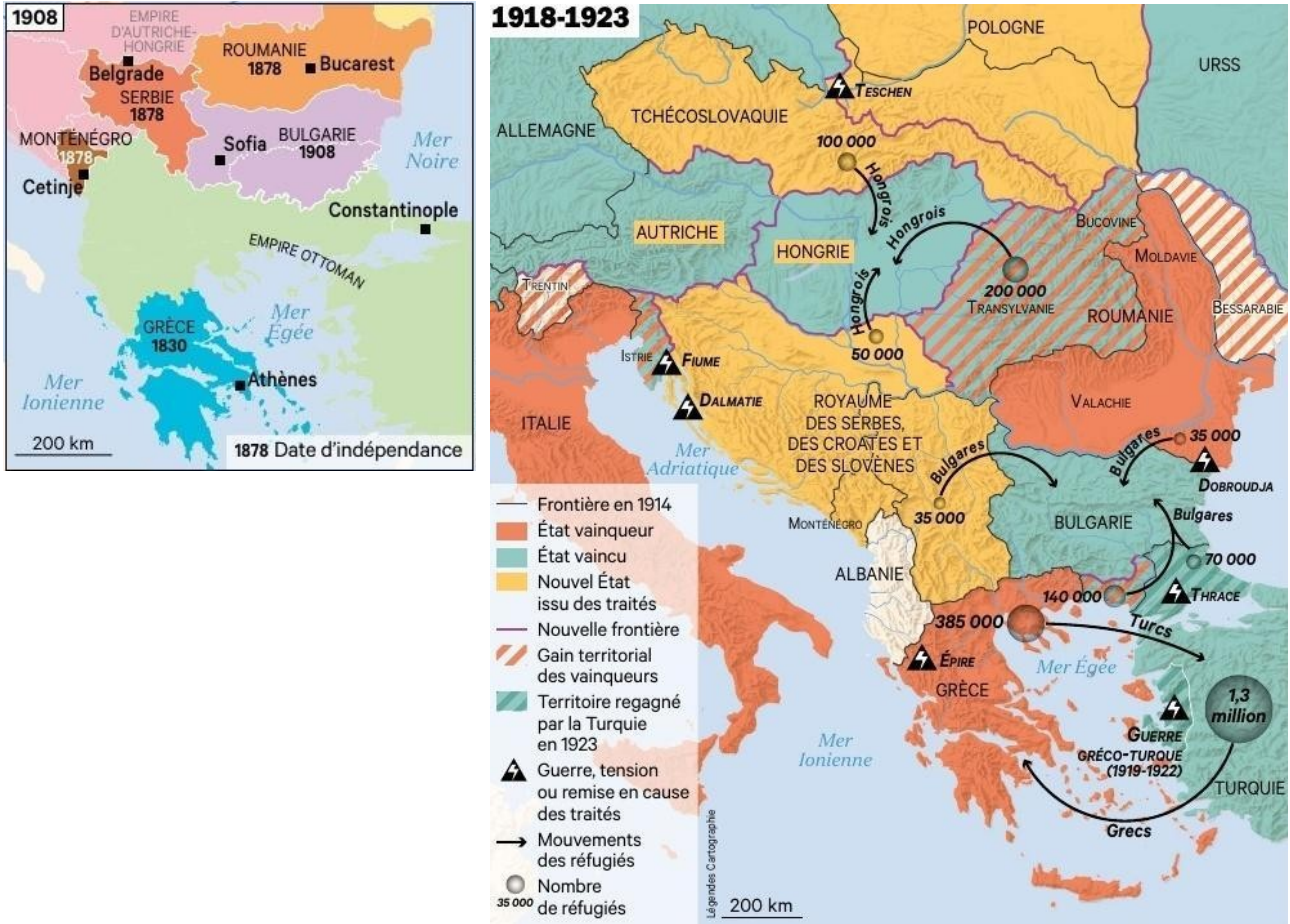 1908
EMPIRE
D'AUTRICHE-
HONGRIE
ROUMANIE
1878
Bucarest
Belgrade
SERBIE
1878
MONTÉNÉGRO
1878
Cetinje
Sofia
BULGARIE
1908
Mer
Noire
Constantinople
EMPIRE OTTOMAN
Mer
Égée
GRÈCE
1830
Athènes
Mer
Ionienne
200 km
1878 Date d'indépendance
1918-1923
POLOGNE
URSS
TESCHEN
TCHÉCOSLOVAQUIE
ALLEMAGNE
100 000
Hongrois
Hongrois
BUCOVINE
AUTRICHE
HONGRIE
MOLDAVIE
TRENTIN
200 000
TRANSYLVANIE
ROUMANIE
BESSARABIE
Hongrois
50 000
ISTRIE
FIUME
DALMATIE
VALACHIE
ITALIE
ROYAUME
DES SERBES,
DES CROATES ET
DES SLOVÈNES
Mer
Adriatique
Bulgares
35 000
Bulgares
35 000
DOBROUDJA
BULGARIE
Bulgares
MONTÉNÉGRO
ALBANIE
70 000
140 000
THRACE
385 000
Turcs
ÉPIRE
Mer Égée
GRÈCE
1,3
million
GUERRE
GRÉCO-TURQUE
(1919-1922)
Mer
Ionienne
TURQUIE
Grecs
Frontière en 1914
État vainqueur
État vaincu
Nouvel État
issu des traités
Nouvelle frontière
Gain territorial
des vainqueurs
Territoire regagné
par la Turquie
en 1923
Guerre, tension
ou remise en cause
des traités
Mouvements
des réfugiés
Nombre
de réfugiés
35 000
Légendes Cartographie
200 km